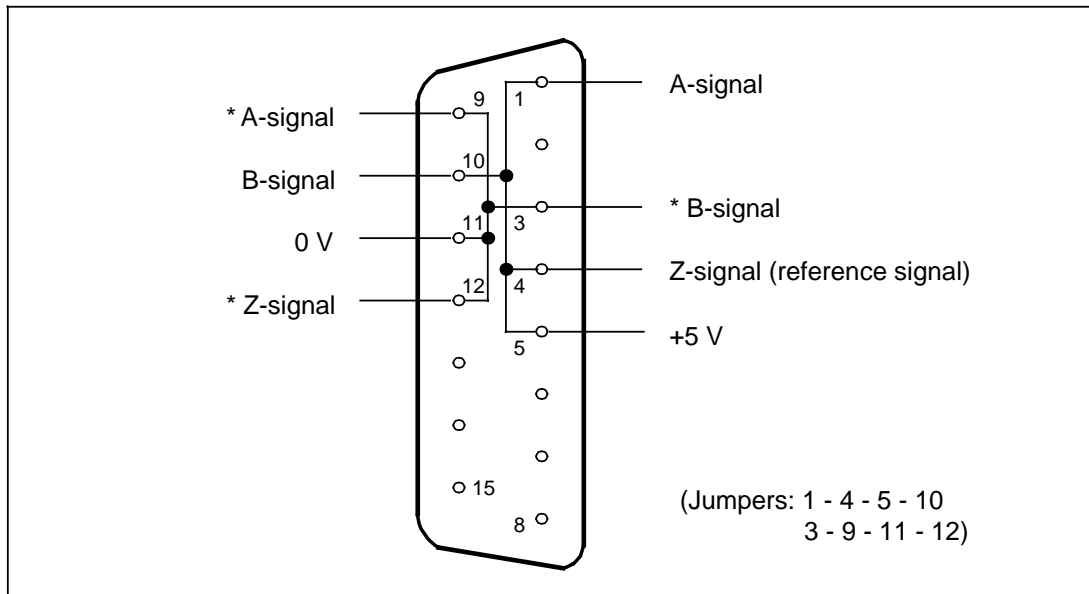 A-signal
9
1
* A-signal
10
B-signal
3
* B-signal
11
0 V
4
Z-signal (reference signal)
12
* Z-signal
5
+5 V
15
(Jumpers: 1 - 4 - 5 - 10
8
3 - 9 - 11 - 12)